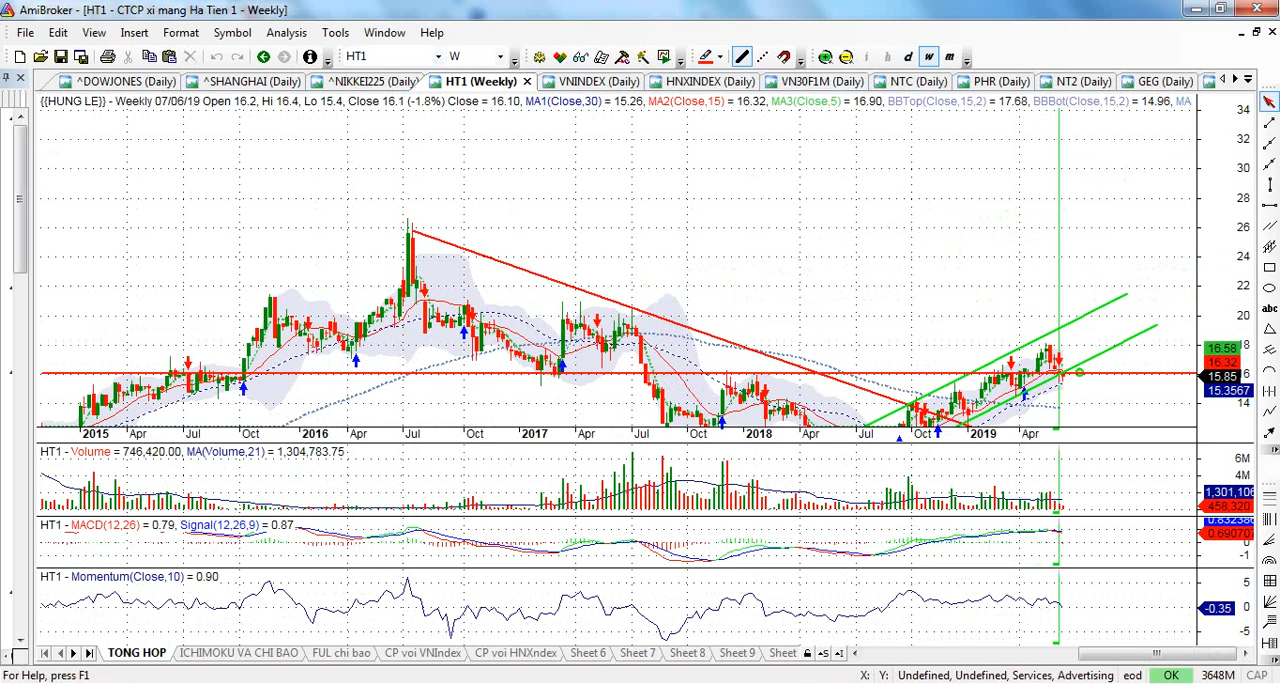 AmiBroker - [HT1 - CTCP xi mang Ha Tien 1 - Weekly]
File Edit View Insert Format Symbol Analysis Tools Window Help
HT1 W i h d w m
^DOWJONES (Daily) ^SHANGHAI (Daily) ^NIKKEI225 (Daily) HT1 (Weekly) VNINDEX (Daily) HNXINDEX (Daily) VN30F1M (Daily) NTC (Daily) PHR (Daily) NT2 (Daily) GEG (Daily)
{{HUNG LE}} - Weekly 07/06/19 Open 16.2, Hi 16.4, Lo 15.4, Close 16.1 (-1.8%) Close = 16.10, MA1(Close,30) = 15.26, MA2(Close,15) = 16.32, MA3(Close,5) = 16.90, BBTop(Close,15,2) = 17.68, BBBot(Close,15,2) = 14.96, MA
34
32
30
28
26
24
22
20
18
16.58
16.32
16
15.85
15.3567
14
abc
2015 Apr Jul Oct 2016 Apr Jul Oct 2017 Apr Jul Oct 2018 Apr Jul Oct 2019 Apr
HT1 - Volume = 746,420.00, MA(Volume,21) = 1,304,783.75
6M
4M
1,301,106
458,320
HT1 - MACD(12,26) = 0.79, Signal(12,26,9) = 0.87
0.832386
0.69070
0
-1
HT1 - Momentum(Close,10) = 0.90
5
0
-0.35
-5
TONG HOP ICHIMOKU VA CHI BAO FUL chi bao CP voi VNIndex CP voi HNXndex Sheet 6 Sheet 7 Sheet 8 Sheet 9 Sheet
For Help, press F1 X: Y: Undefined, Undefined, Services, Advertising eod OK 3648M CAP